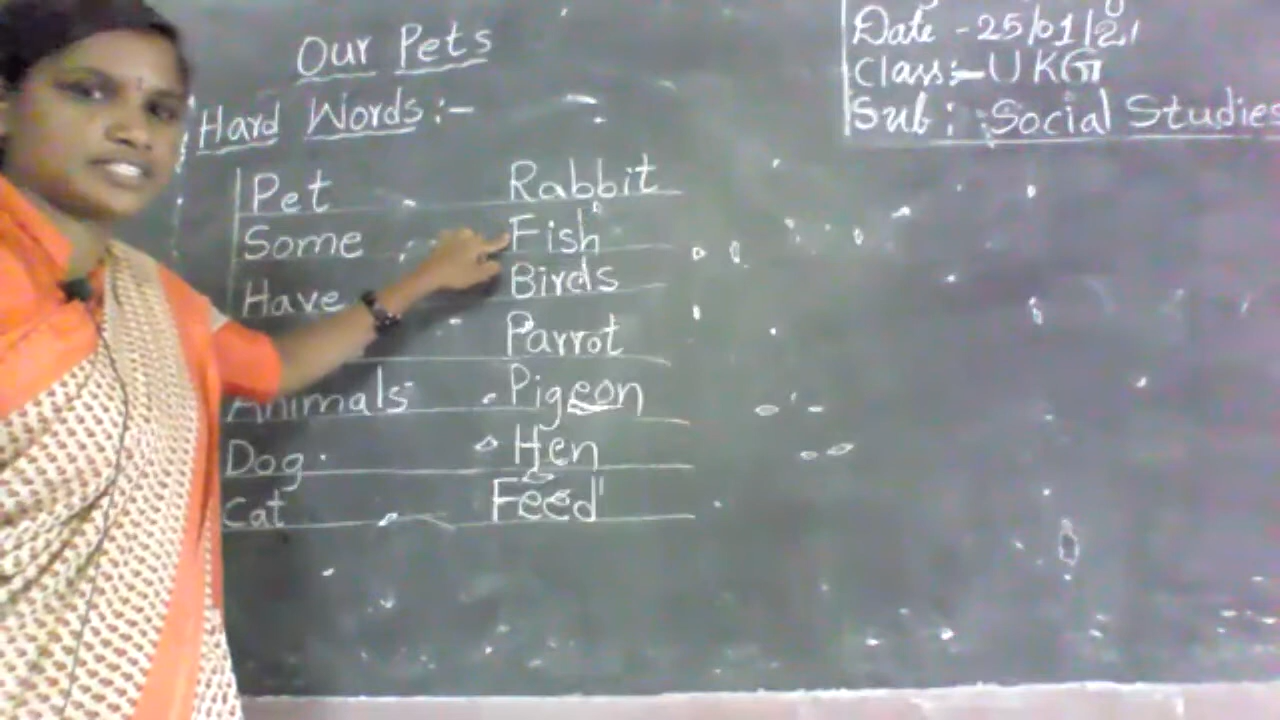 Our Pets
Hard Words:-
Pet
Some
Have
Animals
Dog
Cat
Rabbit
Fish
Birds
Parrot
Pigeon
Hen
Feed
Date - 25/01/21
Class:- UKG
Sub: Social Studies